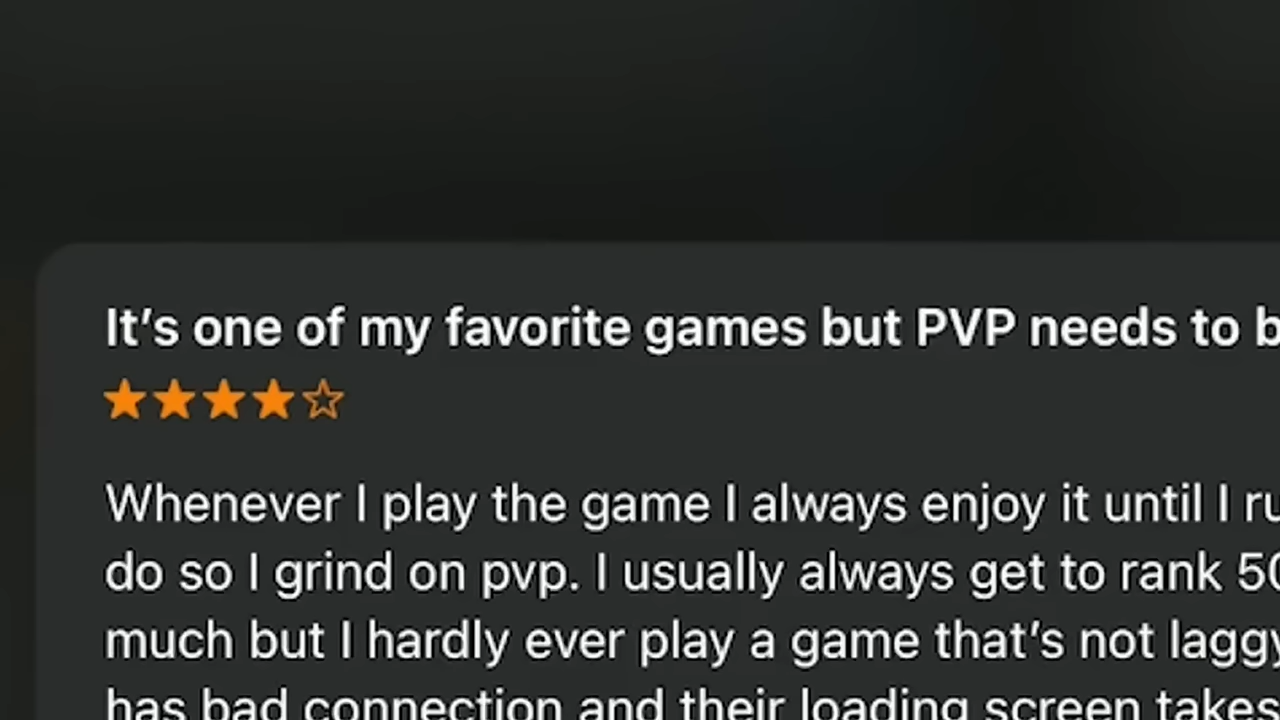 It’s one of my favorite games but PVP needs to
Whenever I play the game I always enjoy it until I
do so I grind on pvp. I usually always get to rank
much but I hardly ever play a game that’s not laggy
has bad connection and their loading screen takes